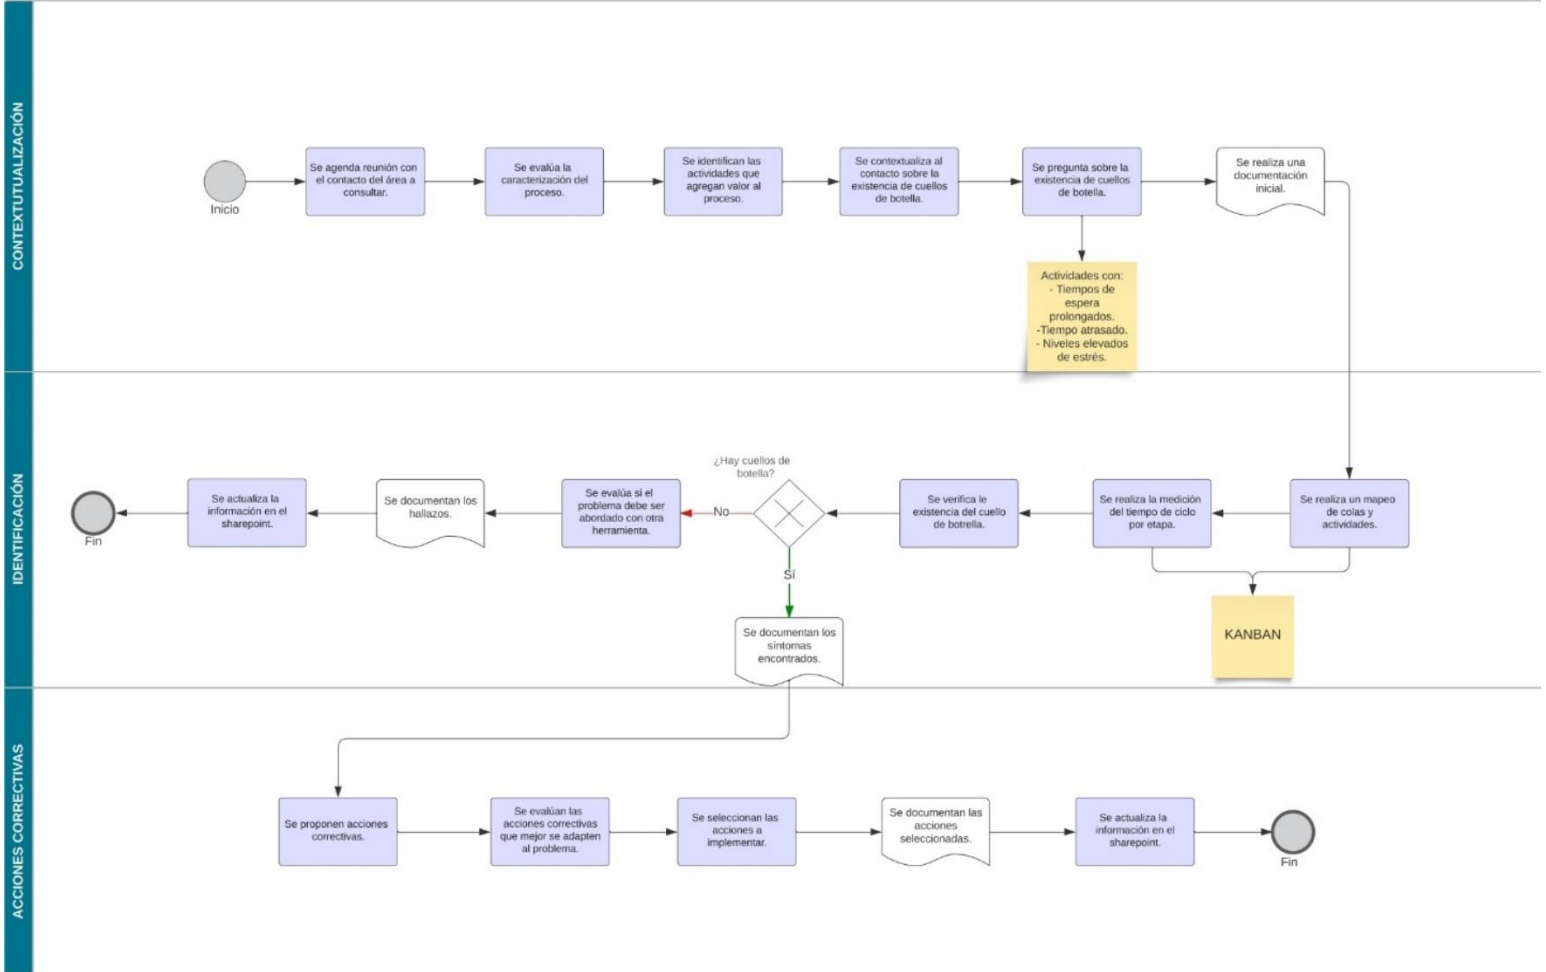 CONTEXTUTUALIZACIÓN
Inicio
Se agenda reunión con
el contacto del área a
consultar.
Se evalúa la
caracterización del
proceso.
Se identifican las
actividades que
agregan valor al
proceso.
Se contextualiza al
contacto sobre la
existencia de cuellos
de botella.
Se pregunta sobre la
existencia de cuellos
de botella.
Se realiza una
documentación
inicial.
Actividades con:
- Tiempos de
espera
prolongados.
-Tiempo atrasado.
- Niveles elevados
de estrés.
IDENTIFICACIÓN
Fin
Se actualiza la
información en el
sharepoint.
Se documentan los
hallazos.
Se evalúa si el
problema debe ser
abordado con otra
herramienta.
No
¿Hay cuellos de
botella?
Sí
Se verifica le
existencia del cuello
de botrella.
Se realiza la medición
del tiempo de ciclo
por etapa.
Se realiza un mapeo
de colas y
actividades.
KANBAN
Se documentan los
síntomas
encontrados.
ACCIONES CORRECTIVAS
Se proponen acciones
correctivas.
Se evalúan las
acciones correctivas
que mejor se adapten
al problema.
Se seleccionan las
acciones a
implementar.
Se documentan las
acciones
seleccionadas.
Se actualiza la
información en el
sharepoint.
Fin